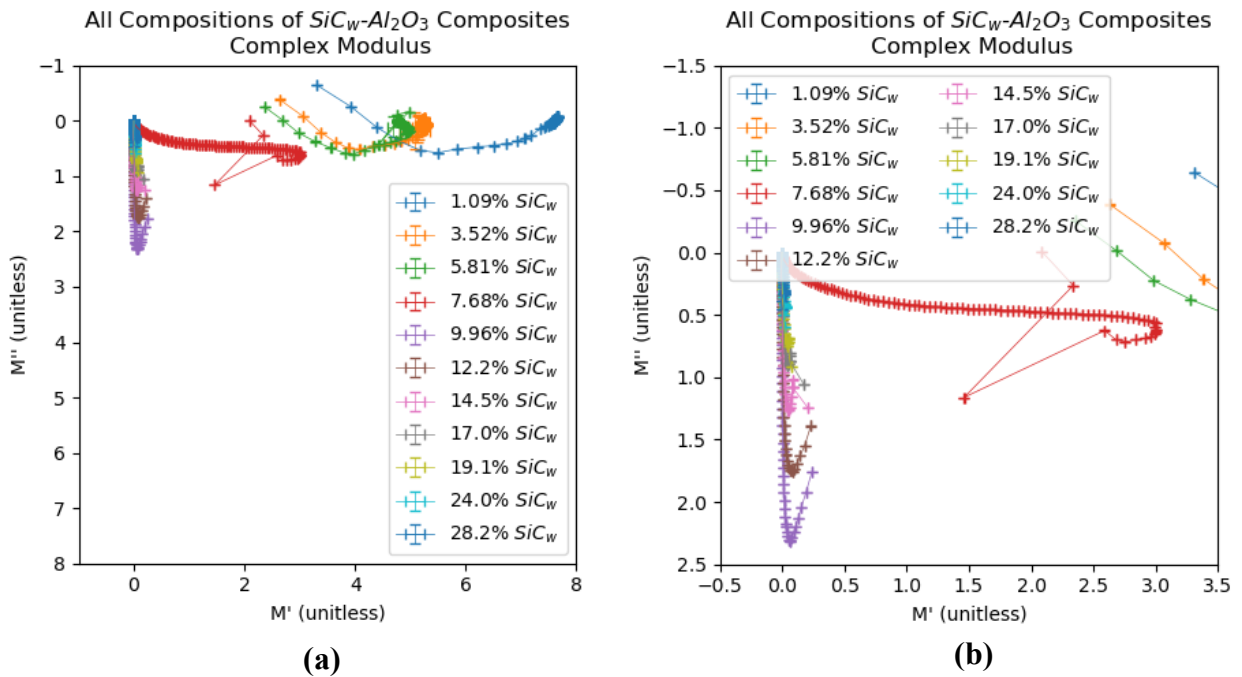 All Compositions of SiC_w-Al_2O_3 Composites
Complex Modulus
−1
0
1
2
3
4
5
6
7
8
M'' (unitless)
1.09% SiC_w
3.52% SiC_w
5.81% SiC_w
7.68% SiC_w
9.96% SiC_w
12.2% SiC_w
14.5% SiC_w
17.0% SiC_w
19.1% SiC_w
24.0% SiC_w
28.2% SiC_w
0 2 4 6 8
M' (unitless)
(a)
All Compositions of SiC_w-Al_2O_3 Composites
Complex Modulus
−1.5
−1.0
−0.5
0.0
0.5
1.0
1.5
2.0
2.5
M'' (unitless)
1.09% SiC_w
3.52% SiC_w
5.81% SiC_w
7.68% SiC_w
9.96% SiC_w
12.2% SiC_w
14.5% SiC_w
17.0% SiC_w
19.1% SiC_w
24.0% SiC_w
28.2% SiC_w
−0.5 0.0 0.5 1.0 1.5 2.0 2.5 3.0 3.5
M' (unitless)
(b)